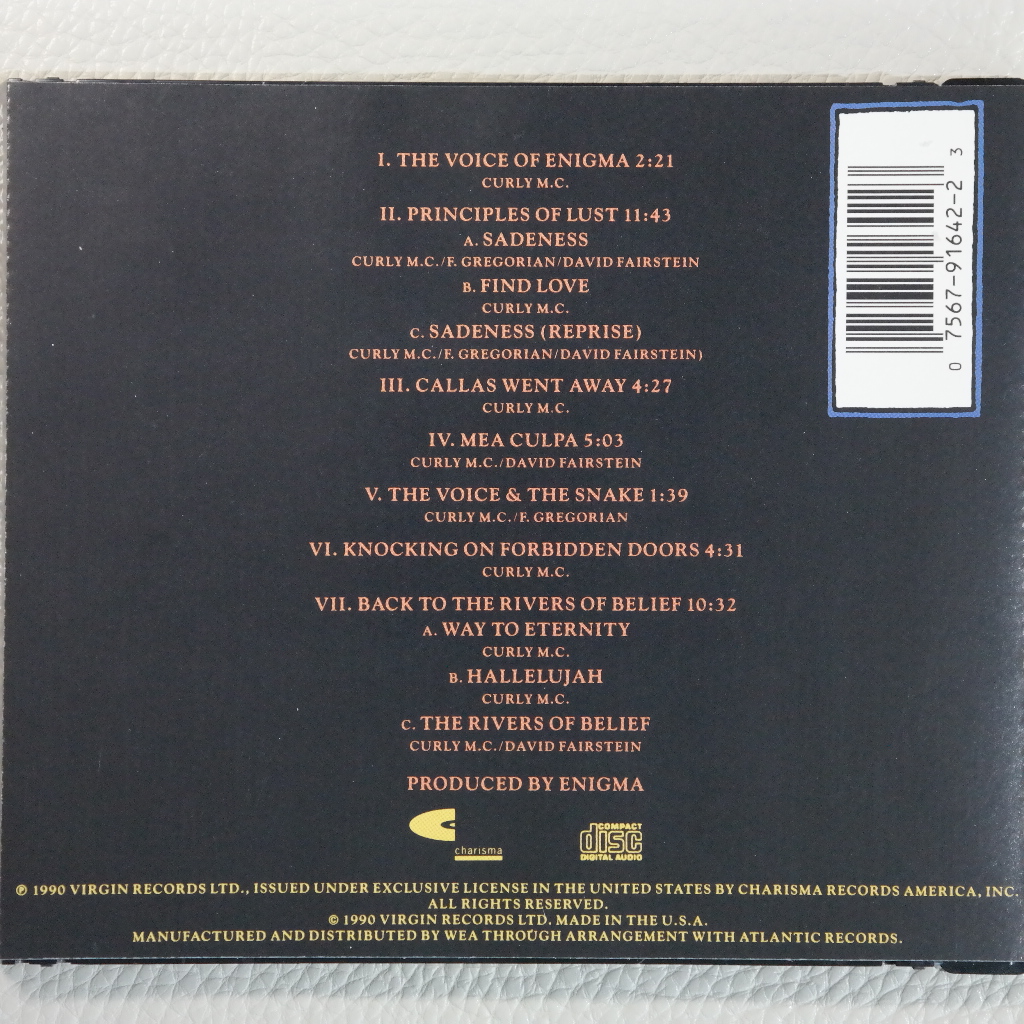 I. THE VOICE OF ENIGMA 2:21
CURLY M.C.
II. PRINCIPLES OF LUST 11:43
A. SADENESS
CURLY M.C./F. GREGORIAN/DAVID FAIRSTEIN
B. FIND LOVE
CURLY M.C.
C. SADENESS (REPRISE)
CURLY M.C./F. GREGORIAN/DAVID FAIRSTEIN)
III. CALLAS WENT AWAY 4:27
CURLY M.C.
IV. MEA CULPA 5:03
CURLY M.C./DAVID FAIRSTEIN
V. THE VOICE & THE SNAKE 1:39
CURLY M.C./F. GREGORIAN
VI. KNOCKING ON FORBIDDEN DOORS 4:31
CURLY M.C.
VII. BACK TO THE RIVERS OF BELIEF 10:32
A. WAY TO ETERNITY
CURLY M.C.
B. HALLELUJAH
CURLY M.C.
C. THE RIVERS OF BELIEF
CURLY M.C./DAVID FAIRSTEIN
PRODUCED BY ENIGMA
charisma
COMPACT
disc
DIGITAL AUDIO
℗ 1990 VIRGIN RECORDS LTD., ISSUED UNDER EXCLUSIVE LICENSE IN THE UNITED STATES BY CHARISMA RECORDS AMERICA, INC.
ALL RIGHTS RESERVED.
© 1990 VIRGIN RECORDS LTD. MADE IN THE U.S.A.
MANUFACTURED AND DISTRIBUTED BY WEA THROUGH ARRANGEMENT WITH ATLANTIC RECORDS.
0 7567-91642-2 3